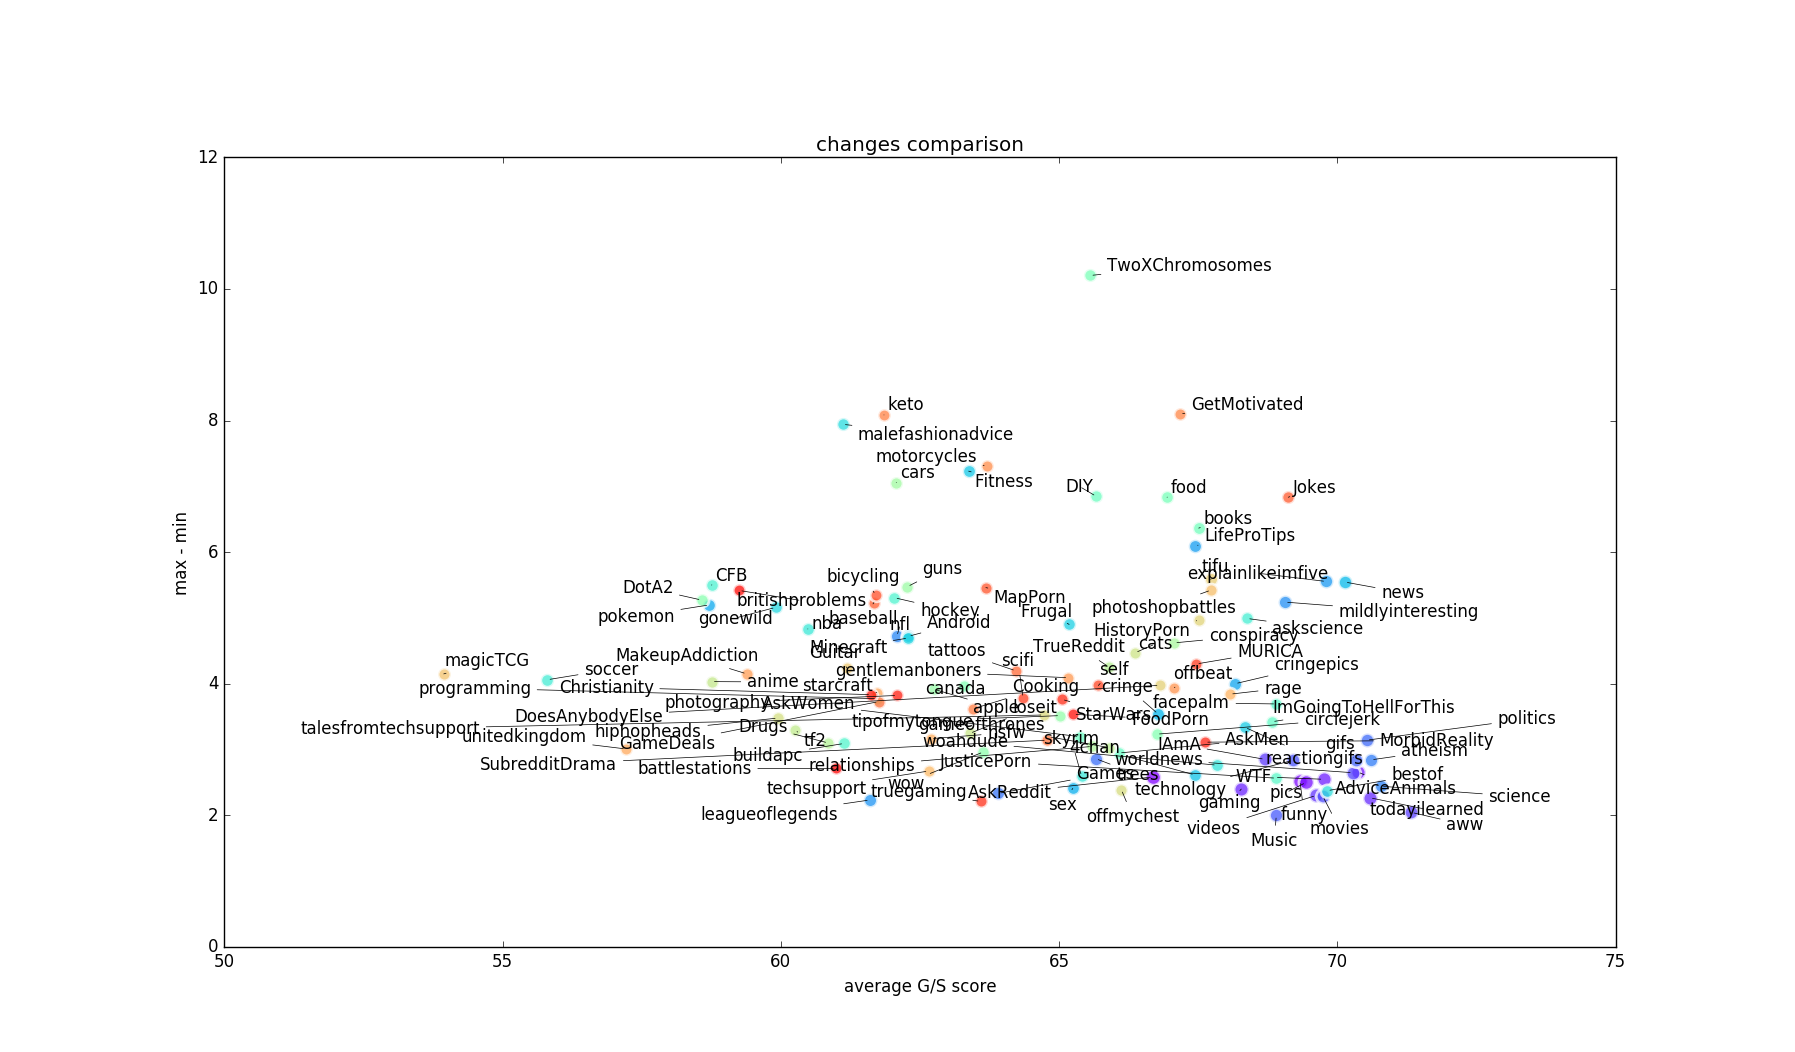 changes comparison
12
TwoXChromosomes
10
keto
GetMotivated
8
malefashionadvice
motorcycles
cars
Fitness
DIY
food
Jokes
books
LifeProTips
6
tifu
explainlikeimfive
news
guns
bicycling
CFB
DotA2
britishproblems
MapPorn
photoshopbattles
mildlyinteresting
pokemon
gonewild
baseball
hockey
Frugal
nba
nfl
Android
HistoryPorn
askscience
conspiracy
Minecraft
Guitar
tattoos
TrueReddit
cats
MURICA
magicTCG
soccer
MakeupAddiction
scifi
cringepics
gentlemanboners
self
offbeat
4
programming
Christianity
anime
starcraft
canada
Cooking
cringe
rage
photography
AskWomen
apple
loseit
facepalm
ImGoingToHellForThis
DoesAnybodyElse
StarWars
FoodPorn
circlejerk
politics
talesfromtechsupport
hiphopheads
Drugs
tipofmytongue
gameofthrones
nsfw
unitedkingdom
GameDeals
tf2
woahdude
skyrim
4chan
IAmA
AskMen
gifs
MorbidReality
atheism
SubredditDrama
battlestations
buildapc
relationships
JusticePorn
worldnews
reactiongifs
Games
trees
WTF
bestof
techsupport
wow
truegaming
AskReddit
technology
pics
AdviceAnimals
science
leagueoflegends
sex
offmychest
gaming
funny
todayilearned
videos
movies
aww
2
Music
0
50
55
60
65
70
75
max - min
average G/S score